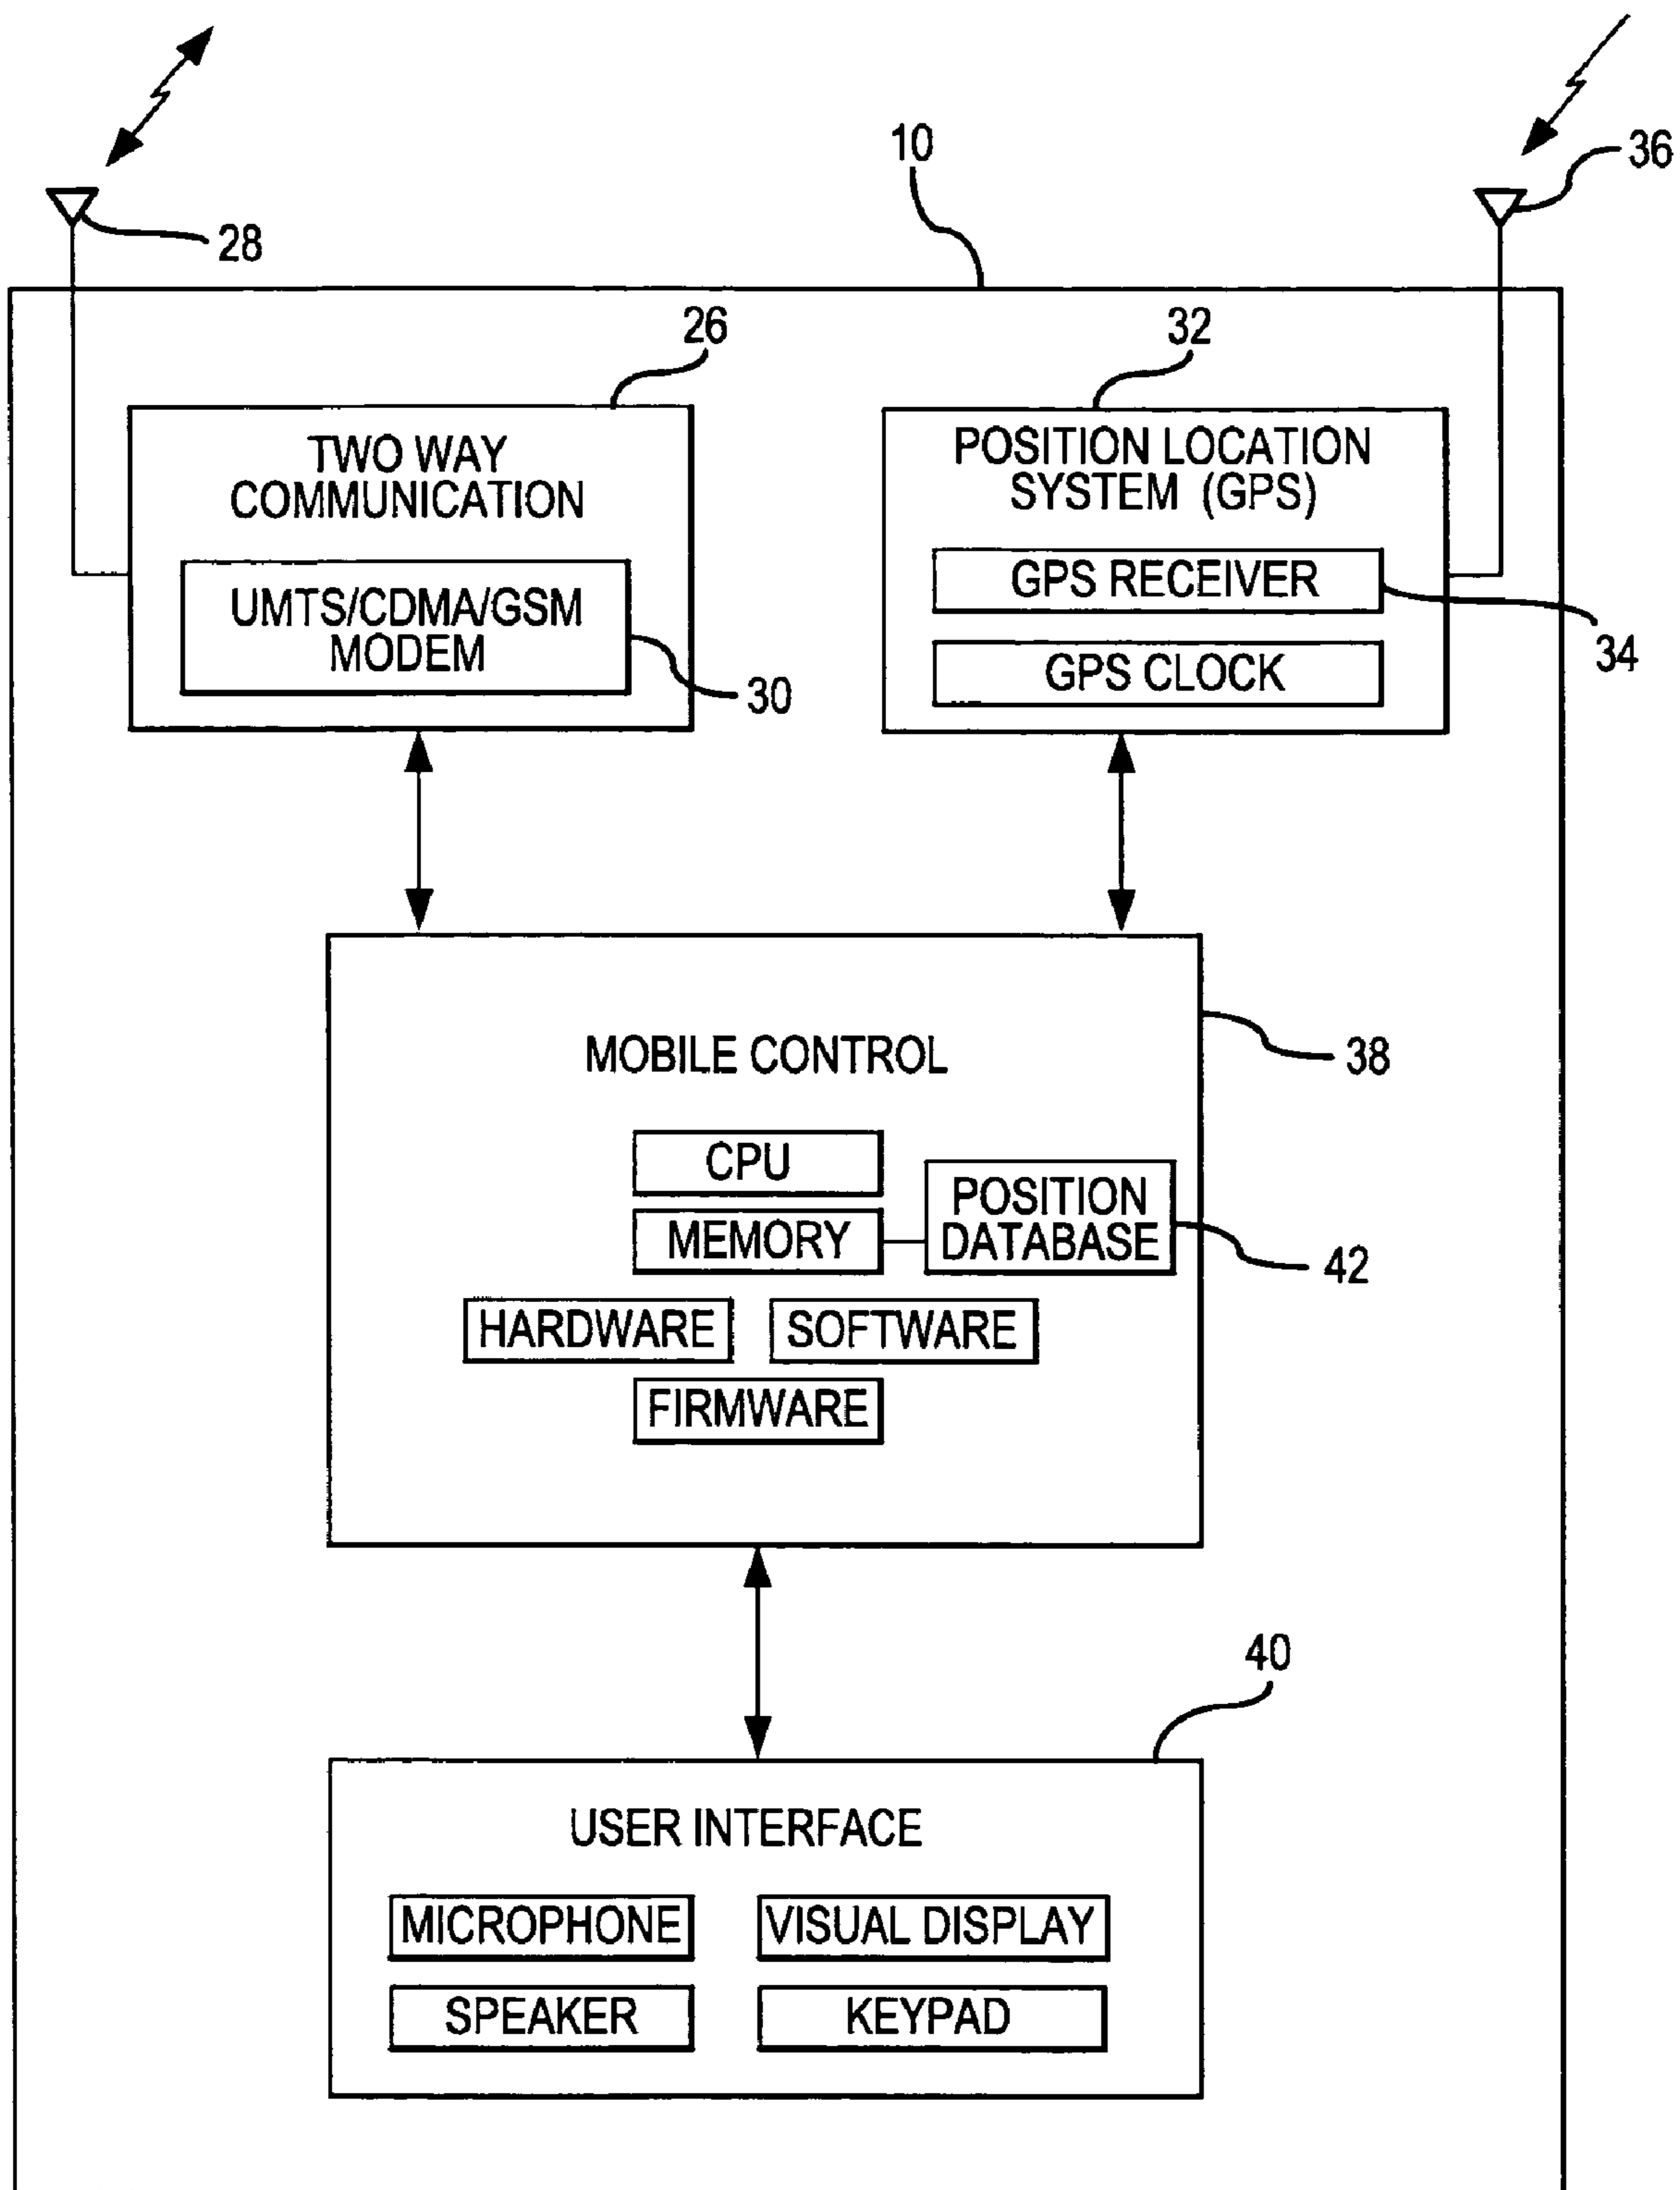 10
36
28
26
32
TWO WAY
COMMUNICATION
UMTS/CDMA/GSM
MODEM
30
POSITION LOCATION
SYSTEM (GPS)
GPS RECEIVER
34
GPS CLOCK
MOBILE CONTROL
38
CPU
MEMORY
POSITION
DATABASE
42
HARDWARE
SOFTWARE
FIRMWARE
40
USER INTERFACE
MICROPHONE
VISUAL DISPLAY
SPEAKER
KEYPAD